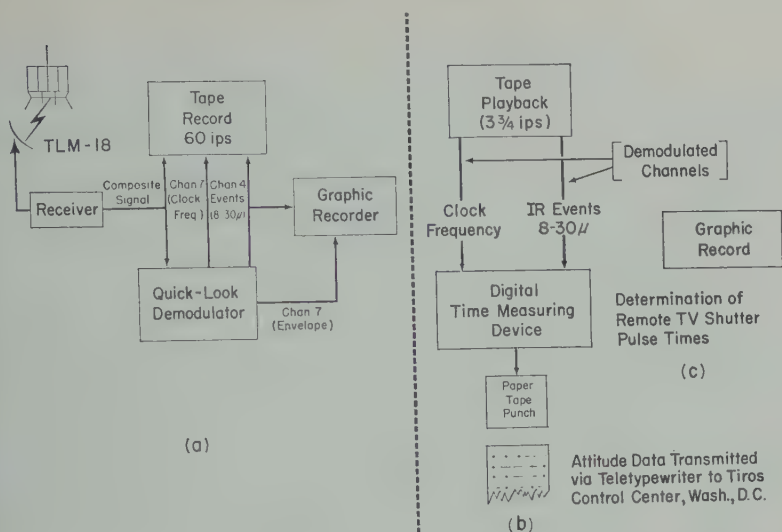 TLM-18
Receiver
Composite
Signal
Tape
Record
60 ips
Chan 7
(Clock
Freq.)
Chan 4
Events
(8-30μ)
Graphic
Recorder
Quick-Look
Demodulator
Chan 7
(Envelope)
(a)
Tape
Playback
(3 3/4 ips)
Demodulated
Channels
Clock
Frequency
IR Events
8-30μ
Digital
Time Measuring
Device
Paper
Tape
Punch
Attitude Data Transmitted
via Teletypewriter to Tiros
Control Center, Wash., D.C.
(b)
Graphic
Record
Determination of
Remote TV Shutter
Pulse Times
(c)